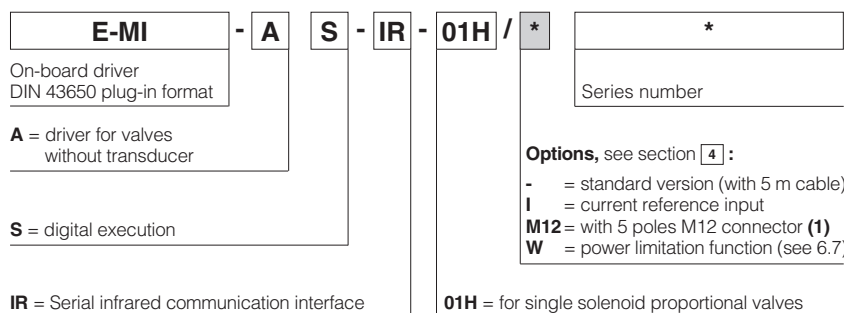 E-MI - A S - IR - 01H / * *
On-board driver
DIN 43650 plug-in format
Series number
A = driver for valves
without transducer
Options, see section 4 :
- = standard version (with 5 m cable)
I = current reference input
M12 = with 5 poles M12 connector (1)
W = power limitation function (see 6.7)
S = digital execution
IR = Serial infrared communication interface
01H = for single solenoid proportional valves